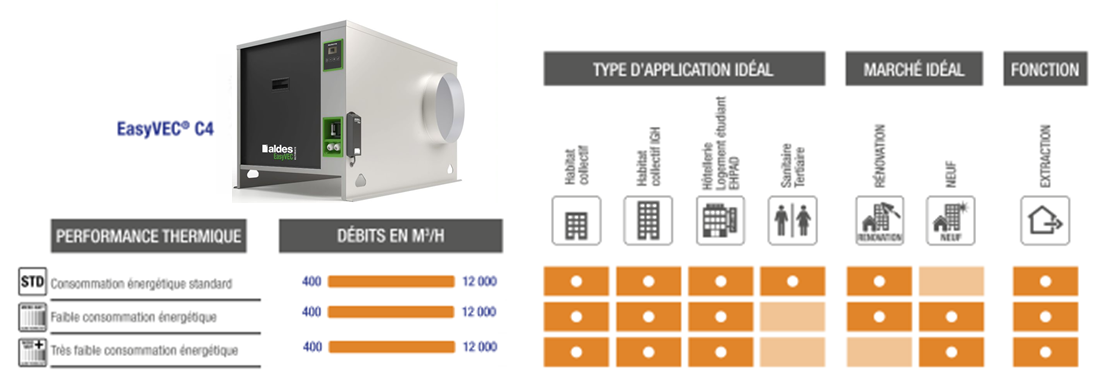 EasyVEC® C4
aldes
EasyVEC
TYPE D'APPLICATION IDÉAL
MARCHÉ IDÉAL
FONCTION
Habitat
collectif
Habitat
collectif IGH
Hôtellerie
Logement étudiant
EHPAD
Sanitaire
Tertiaire
RÉNOVATION
NEUF
EXTRACTION
RENOVATION
NEUF
PERFORMANCE THERMIQUE
DÉBITS EN M³/H
STD Consommation énergétique standard
400
12 000
Faible consommation énergétique
400
12 000
+
Très faible consommation énergétique
400
12 000